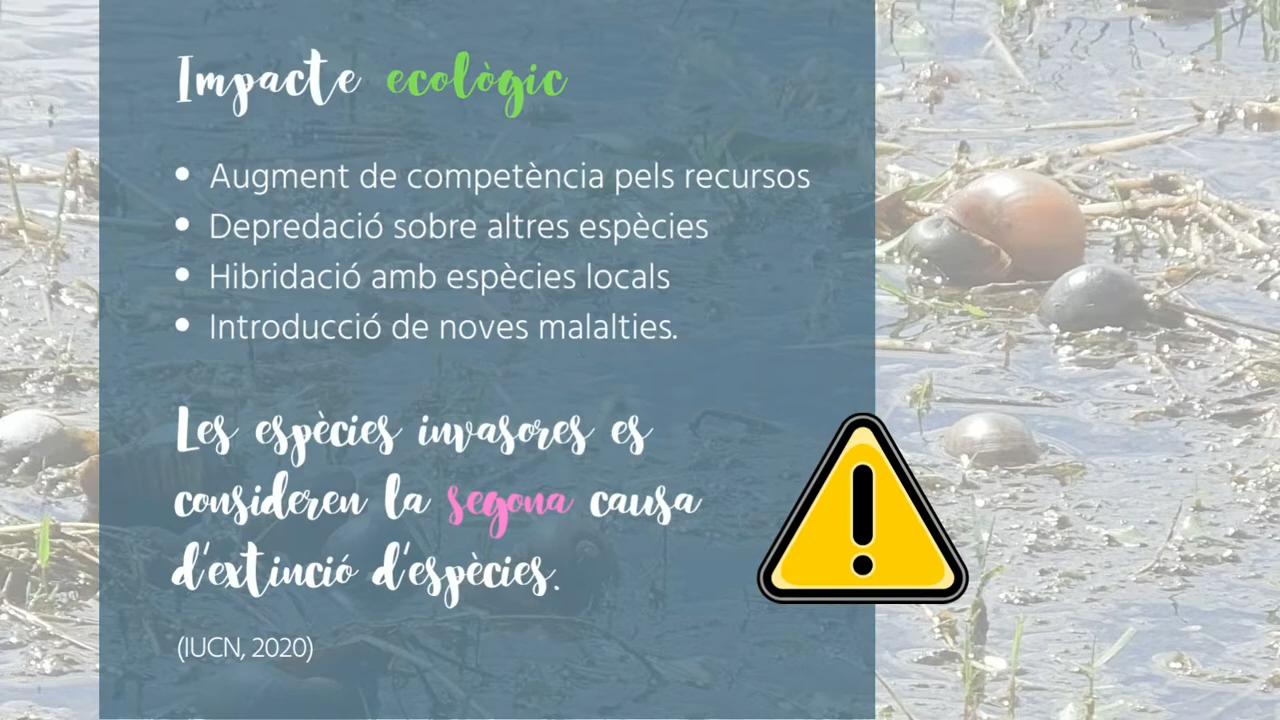 Impacte ecològic
• Augment de competència pels recursos
• Depredació sobre altres espècies
• Hibridació amb espècies locals
• Introducció de noves malalties.
Les espècies invasores es
consideren la segona causa
d'extinció d'espècies.
(IUCN, 2020)